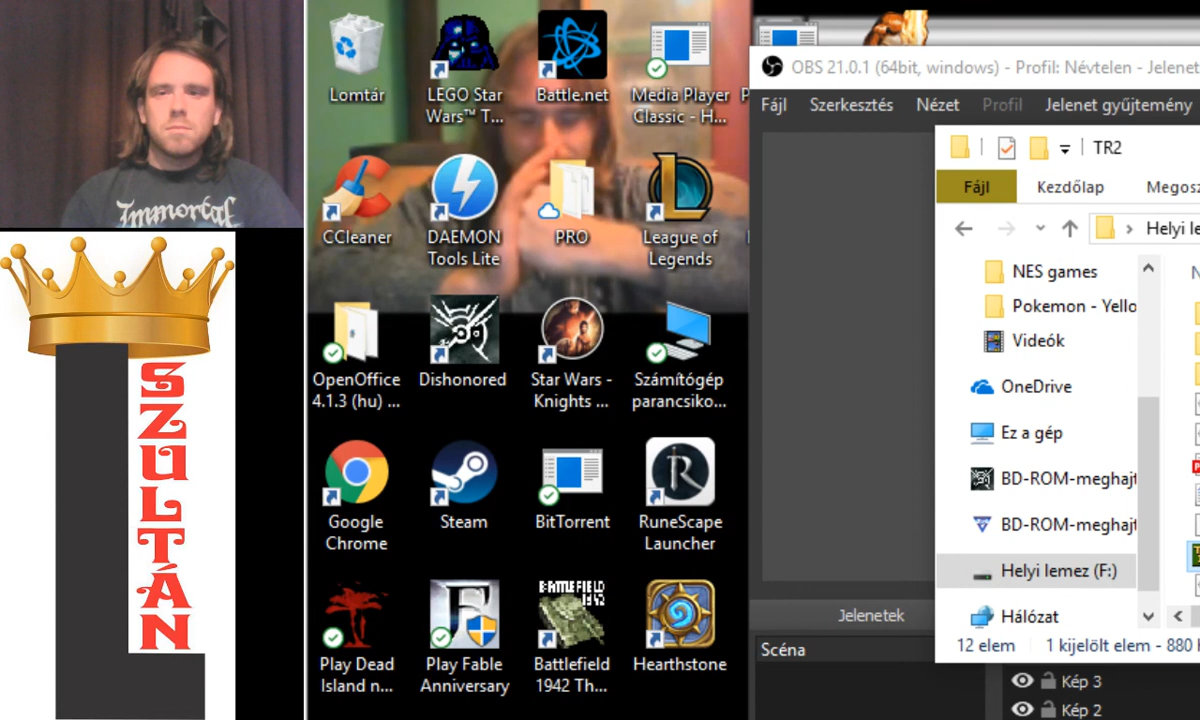 Immortal
L
SZULTÁN
Lomtár
LEGO Star
Wars™ T...
Battle.net
Media Player
Classic - H...
CCleaner
DAEMON
Tools Lite
PRO
League of
Legends
OpenOffice
4.1.3 (hu) ...
Dishonored
Star Wars -
Knights ...
Számítógép
parancsiko...
Google
Chrome
Steam
BitTorrent
RuneScape
Launcher
BATTLEFIELD
1942
Play Dead
Island n...
Play Fable
Anniversary
Battlefield
1942 Th...
Hearthstone
OBS 21.0.1 (64bit, windows) - Profil: Névtelen - Jelenet
Fájl Szerkesztés Nézet Profil Jelenet gyűjtemény
TR2
Fájl Kezdőlap Megosz
Helyi le
NES games
Pokemon - Yello
Videók
OneDrive
Ez a gép
BD-ROM-meghajt
BD-ROM-meghajt
Helyi lemez (F:)
Hálózat
12 elem 1 kijelölt elem - 880
Jelenetek
Scéna
Kép 3
Kép 2